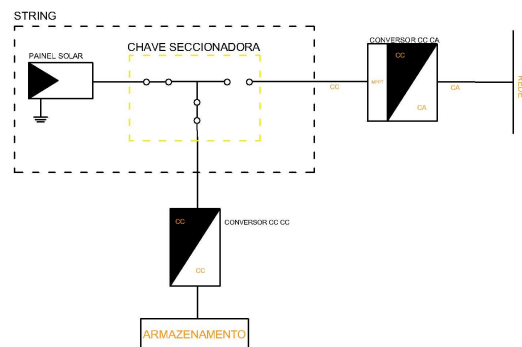 STRING
CHAVE SECCIONADORA
PAINEL SOLAR
CONVERSOR CC CA
CC
MPPT
CC
CA
CA
REDE
CC
CONVERSOR CC CC
CC
ARMAZENAMENTO